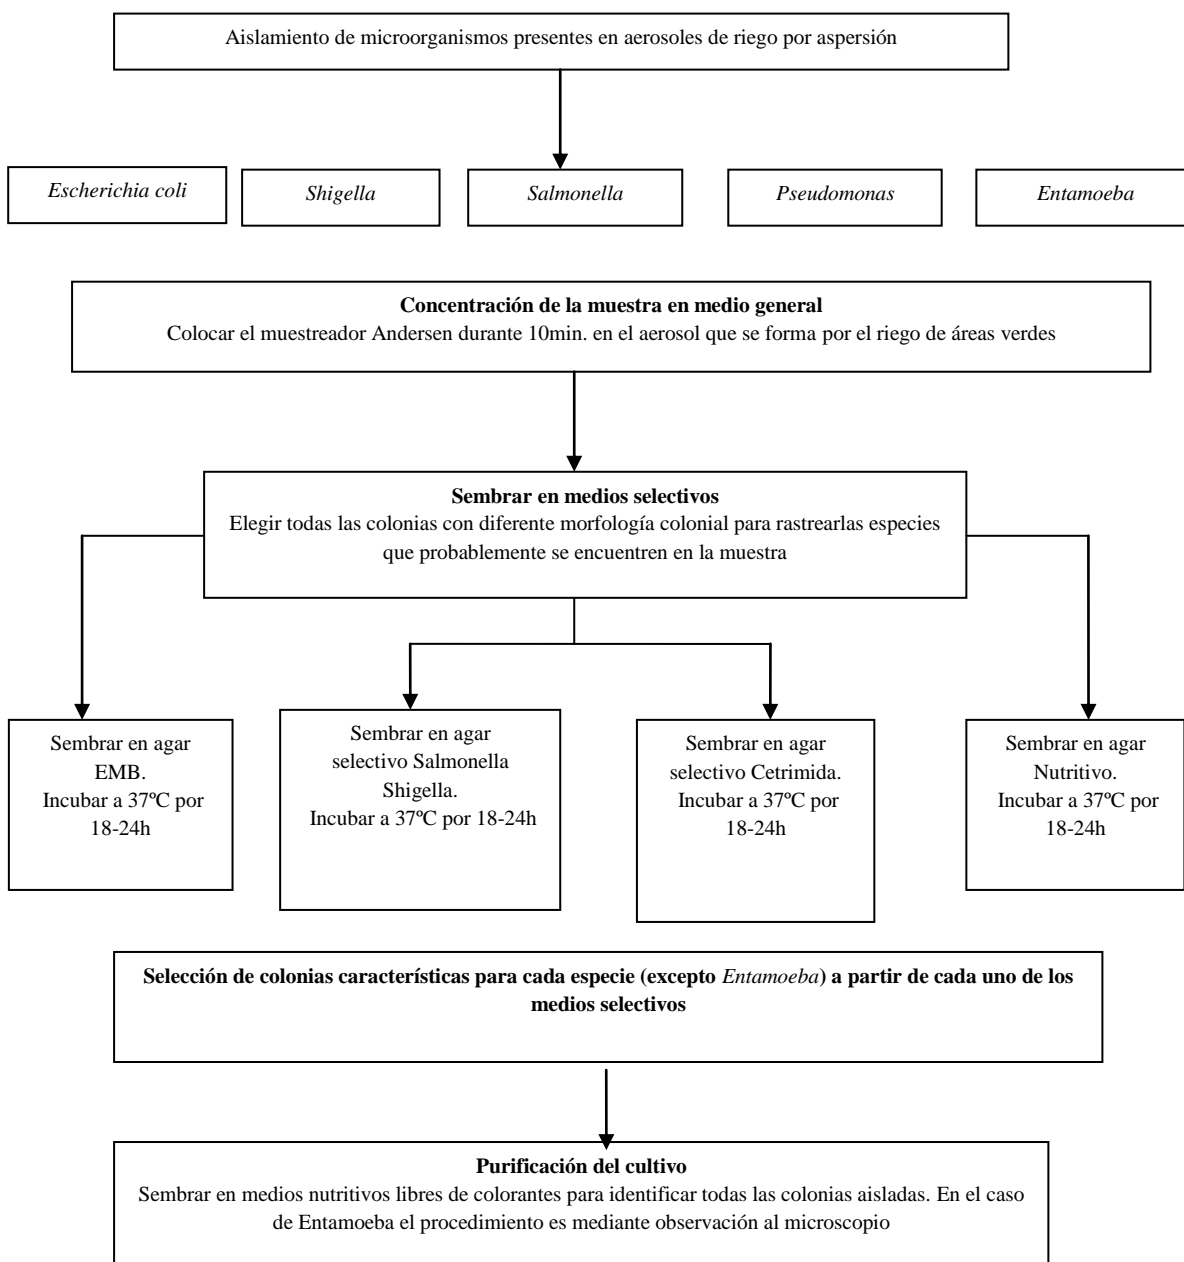 Aislamiento de microorganismos presentes en aerosoles de riego por aspersión
Escherichia coli
Shigella
Salmonella
Pseudomonas
Entamoeba
Concentración de la muestra en medio general
Colocar el muestreador Andersen durante 10min. en el aerosol que se forma por el riego de áreas verdes
Sembrar en medios selectivos
Elegir todas las colonias con diferente morfología colonial para rastrearlas especies
que probablemente se encuentren en la muestra
Sembrar en agar
EMB.
Incubar a 37ºC por
18-24h
Sembrar en agar
selectivo Salmonella
Shigella.
Incubar a 37ºC por 18-24h
Sembrar en agar
selectivo Cetrimida.
Incubar a 37ºC por
18-24h
Sembrar en agar
Nutritivo.
Incubar a 37ºC por
18-24h
Selección de colonias características para cada especie (excepto Entamoeba) a partir de cada uno de los
medios selectivos
Purificación del cultivo
Sembrar en medios nutritivos libres de colorantes para identificar todas las colonias aisladas. En el caso
de Entamoeba el procedimiento es mediante observación al microscopio